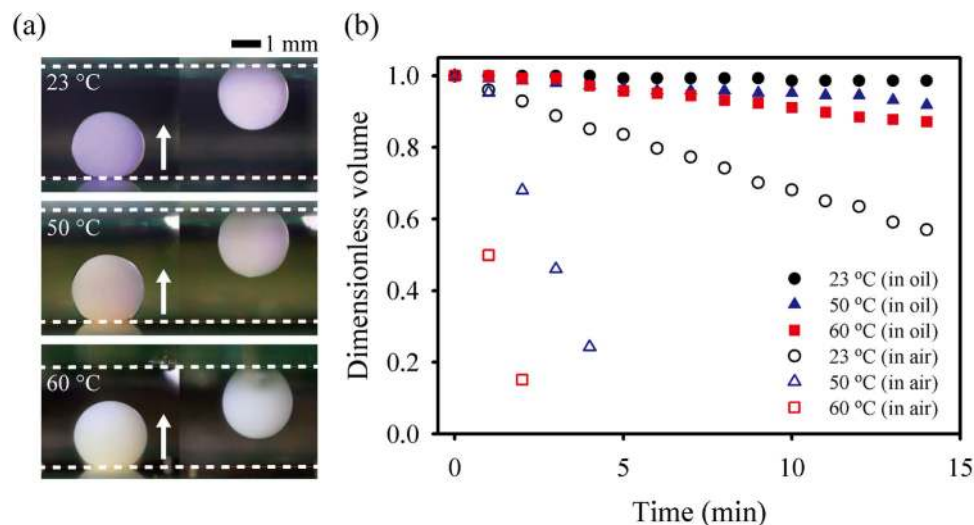 (a)
1 mm
23 °C
50 °C
60 °C
(b)
Dimensionless volume
1.0
0.8
0.6
0.4
0.2
0.0
23 ºC (in oil)
50 ºC (in oil)
60 ºC (in oil)
23 ºC (in air)
50 ºC (in air)
60 ºC (in air)
0
5
10
15
Time (min)